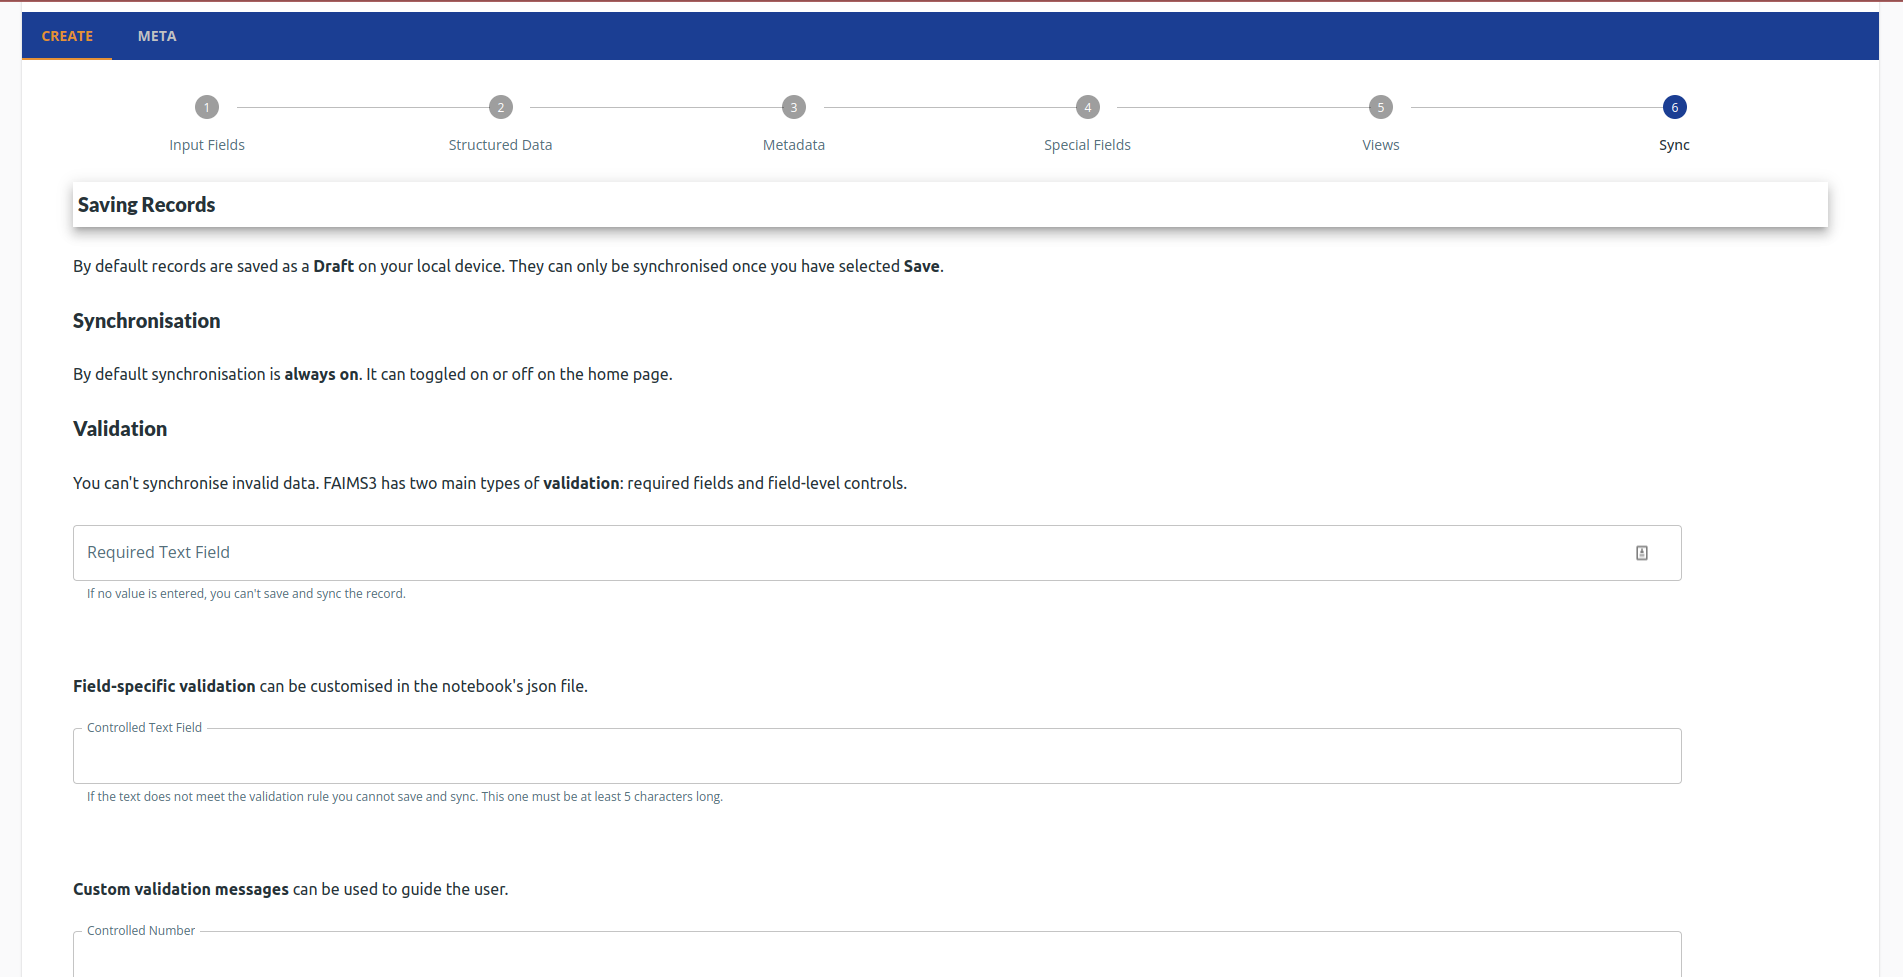 CREATE META
1 2 3 4 5 6
Input Fields Structured Data Metadata Special Fields Views Sync
Saving Records
By default records are saved as a Draft on your local device. They can only be synchronised once you have selected Save.
Synchronisation
By default synchronisation is always on. It can toggled on or off on the home page.
Validation
You can't synchronise invalid data. FAIMS3 has two main types of validation: required fields and field-level controls.
Required Text Field
If no value is entered, you can't save and sync the record.
Field-specific validation can be customised in the notebook's json file.
Controlled Text Field
If the text does not meet the validation rule you cannot save and sync. This one must be at least 5 characters long.
Custom validation messages can be used to guide the user.
Controlled Number